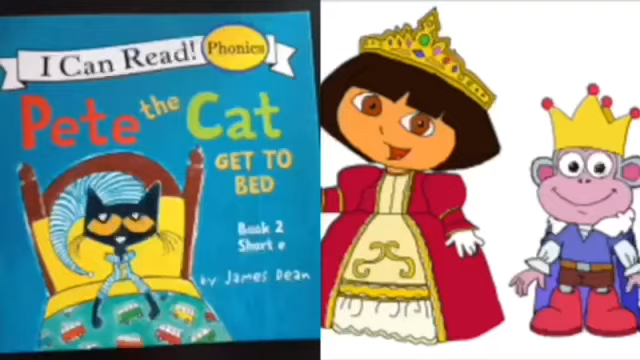 I Can Read!
Phonics
Pete the Cat
GET TO
BED
Book 2
Short e
by James Dean